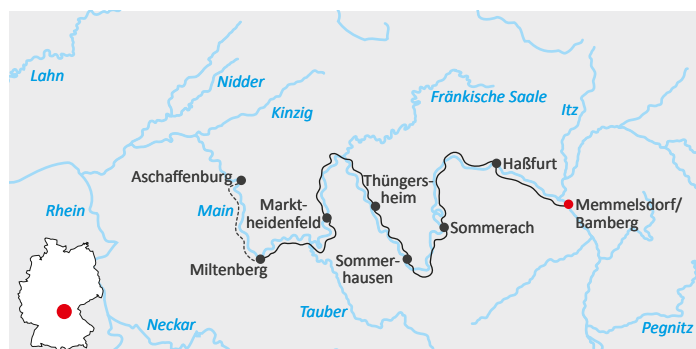 Lahn
Nidder
Kinzig
Fränkische Saale
Itz
Haßfurt
Aschaffenburg
Thüngers-
heim
Rhein
Main
Markt-
heidenfeld
Memmelsdorf/
Bamberg
Sommerach
Miltenberg
Sommer-
hausen
Neckar
Tauber
Pegnitz